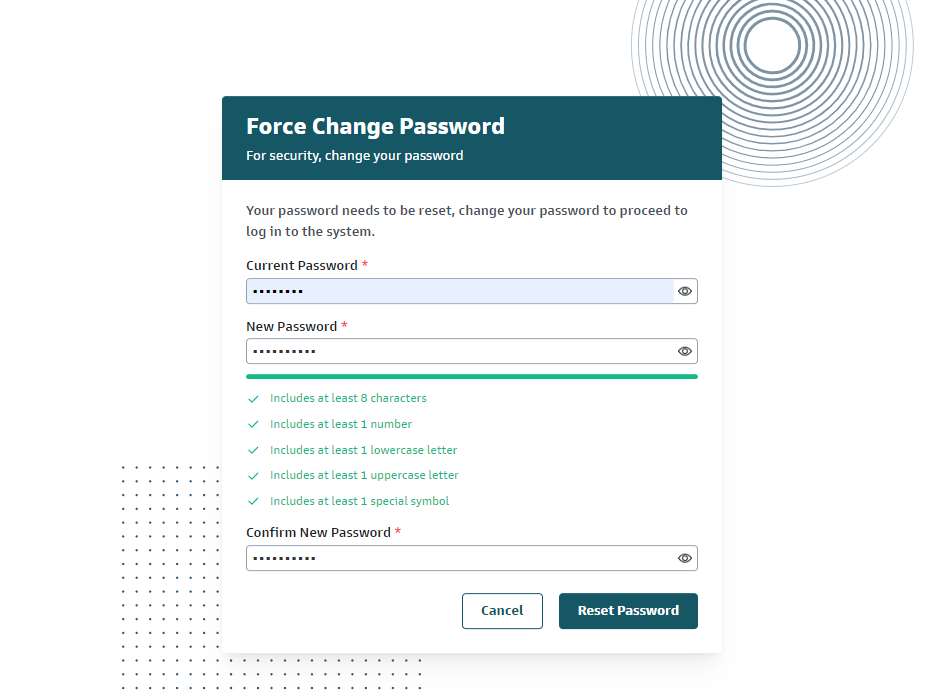 Force Change Password
For security, change your password
Your password needs to be reset, change your password to proceed to
log in to the system.
Current Password *
••••••••
New Password *
••••••••••
Includes at least 8 characters
Includes at least 1 number
Includes at least 1 lowercase letter
Includes at least 1 uppercase letter
Includes at least 1 special symbol
Confirm New Password *
••••••••••
Cancel
Reset Password